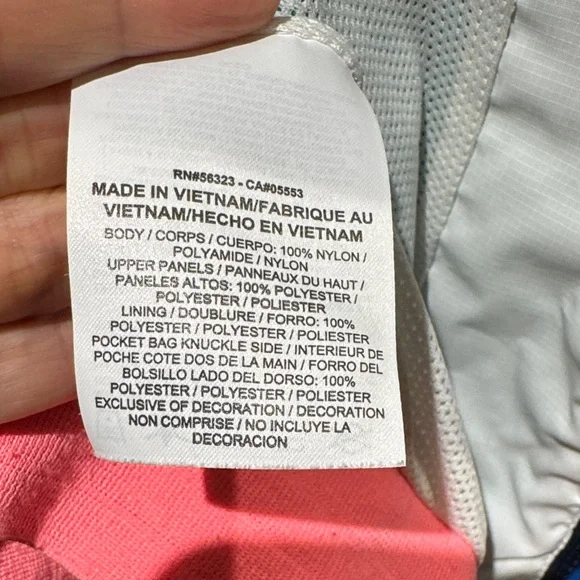 RN#56323 - CA#05553
MADE IN VIETNAM/FABRIQUE AU
VIETNAM/HECHO EN VIETNAM
BODY / CORPS / CUERPO: 100% NYLON /
POLYAMIDE / NYLON
UPPER PANELS / PANNEAUX DU HAUT /
PANELES ALTOS: 100% POLYESTER /
POLYESTER / POLIESTER
LINING / DOUBLURE / FORRO: 100%
POLYESTER / POLYESTER / POLIESTER
POCKET BAG KNUCKLE SIDE / INTERIEUR DE
POCHE COTE DOS DE LA MAIN / FORRO DEL
BOLSILLO LADO DEL DORSO: 100%
POLYESTER / POLYESTER / POLIESTER
EXCLUSIVE OF DECORATION / DECORATION
NON COMPRISE / NO INCLUYE LA
DECORACION